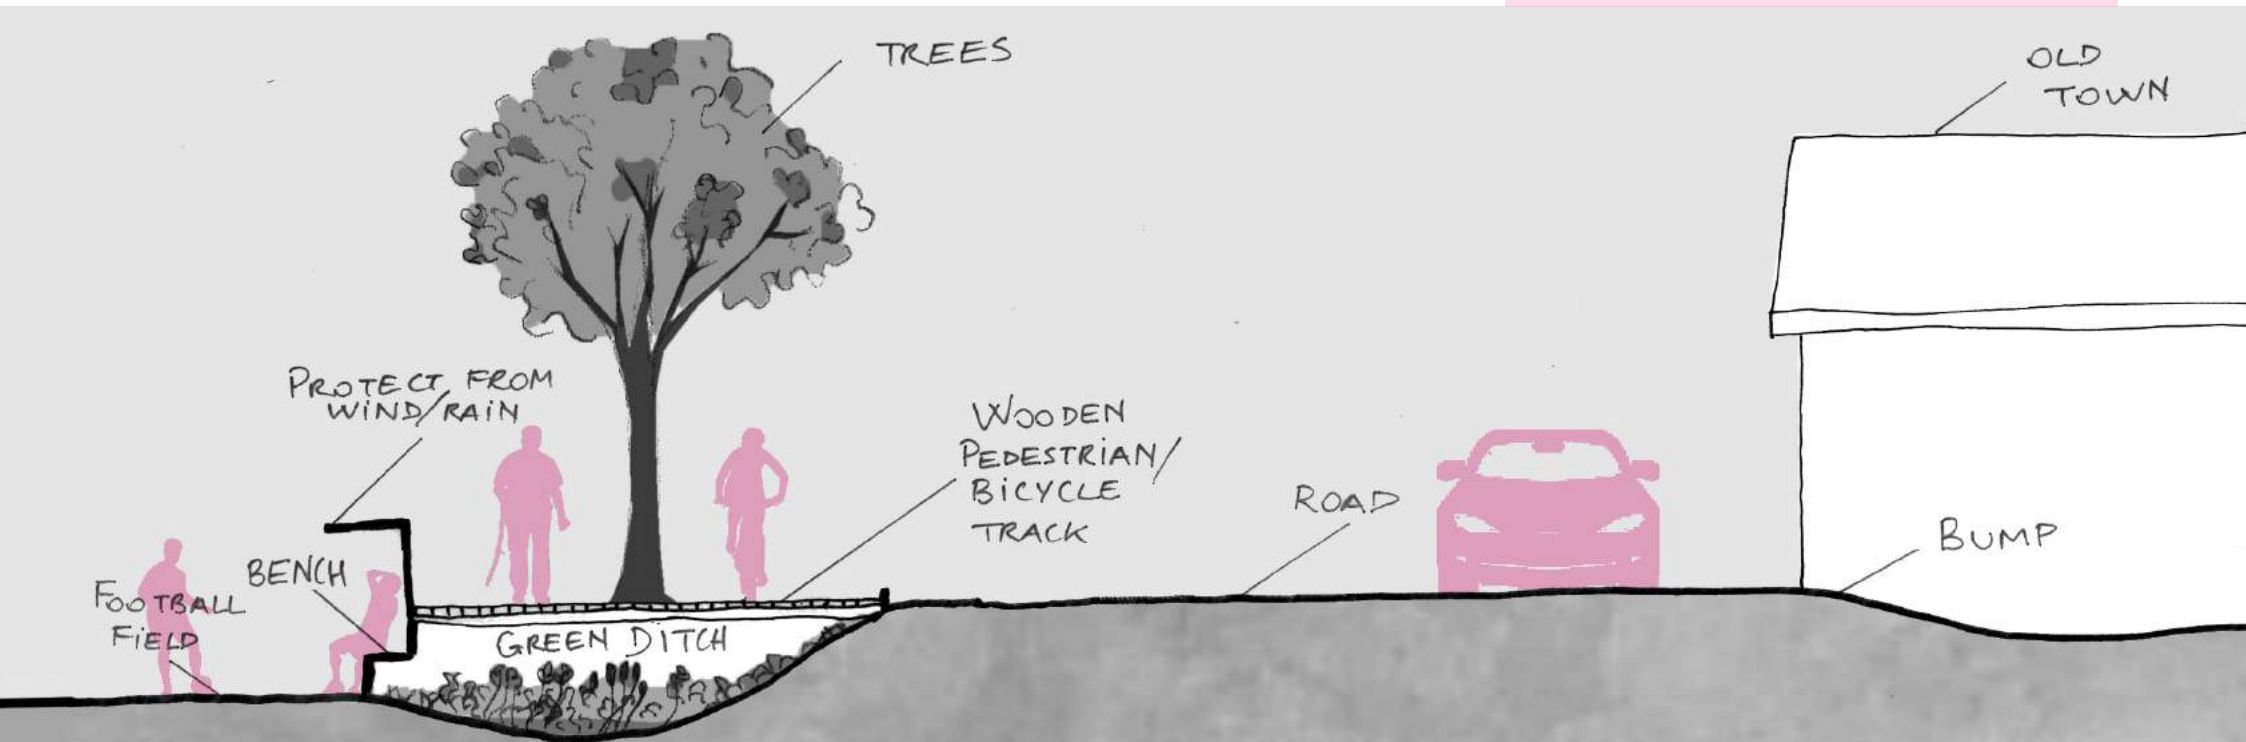 TREES
OLD
TOWN
PROTECT FROM
WIND/RAIN
WOODEN
PEDESTRIAN/
BICYCLE
TRACK
ROAD
BUMP
BENCH
FOOTBALL
FIELD
GREEN DITCH